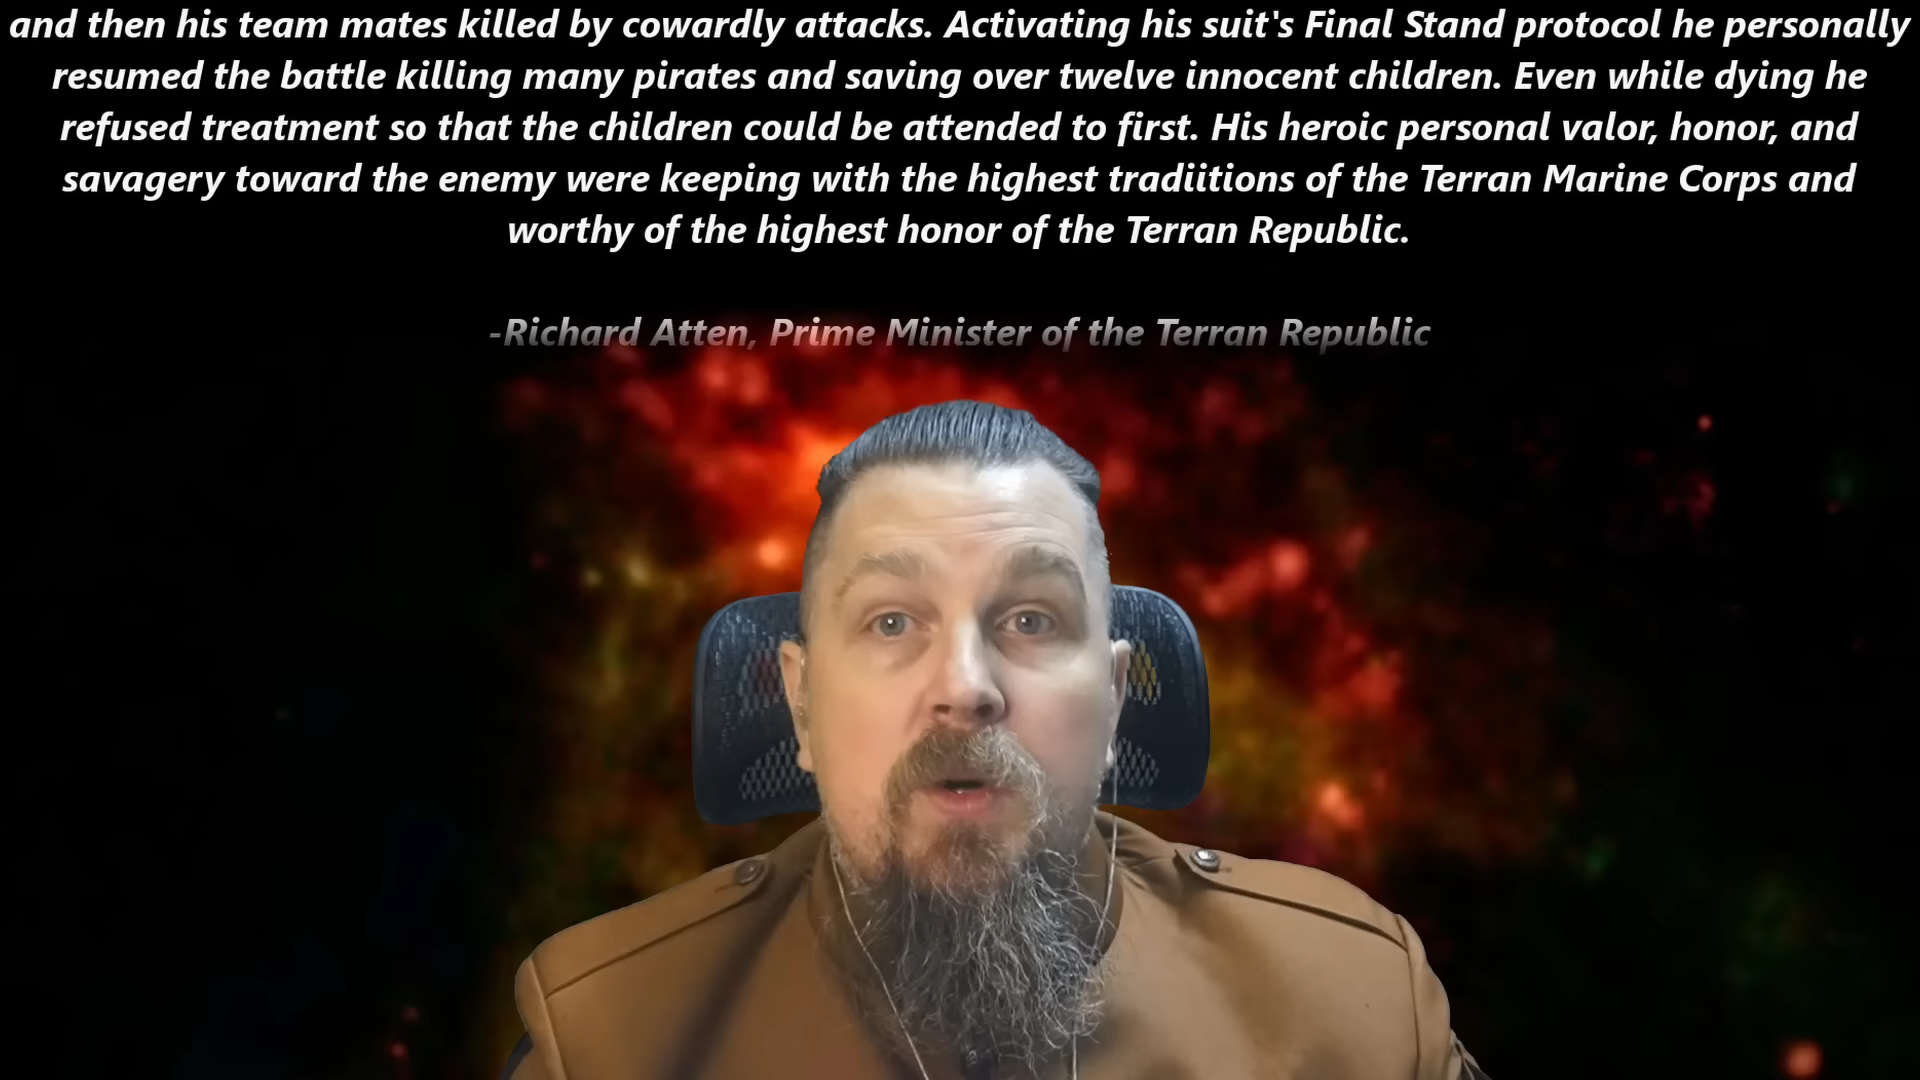 and then his team mates killed by cowardly attacks. Activating his suit's Final Stand protocol he personally
resumed the battle killing many pirates and saving over twelve innocent children. Even while dying he
refused treatment so that the children could be attended to first. His heroic personal valor, honor, and
savagery toward the enemy were keeping with the highest tradiitions of the Terran Marine Corps and
worthy of the highest honor of the Terran Republic.
-Richard Atten, Prime Minister of the Terran Republic